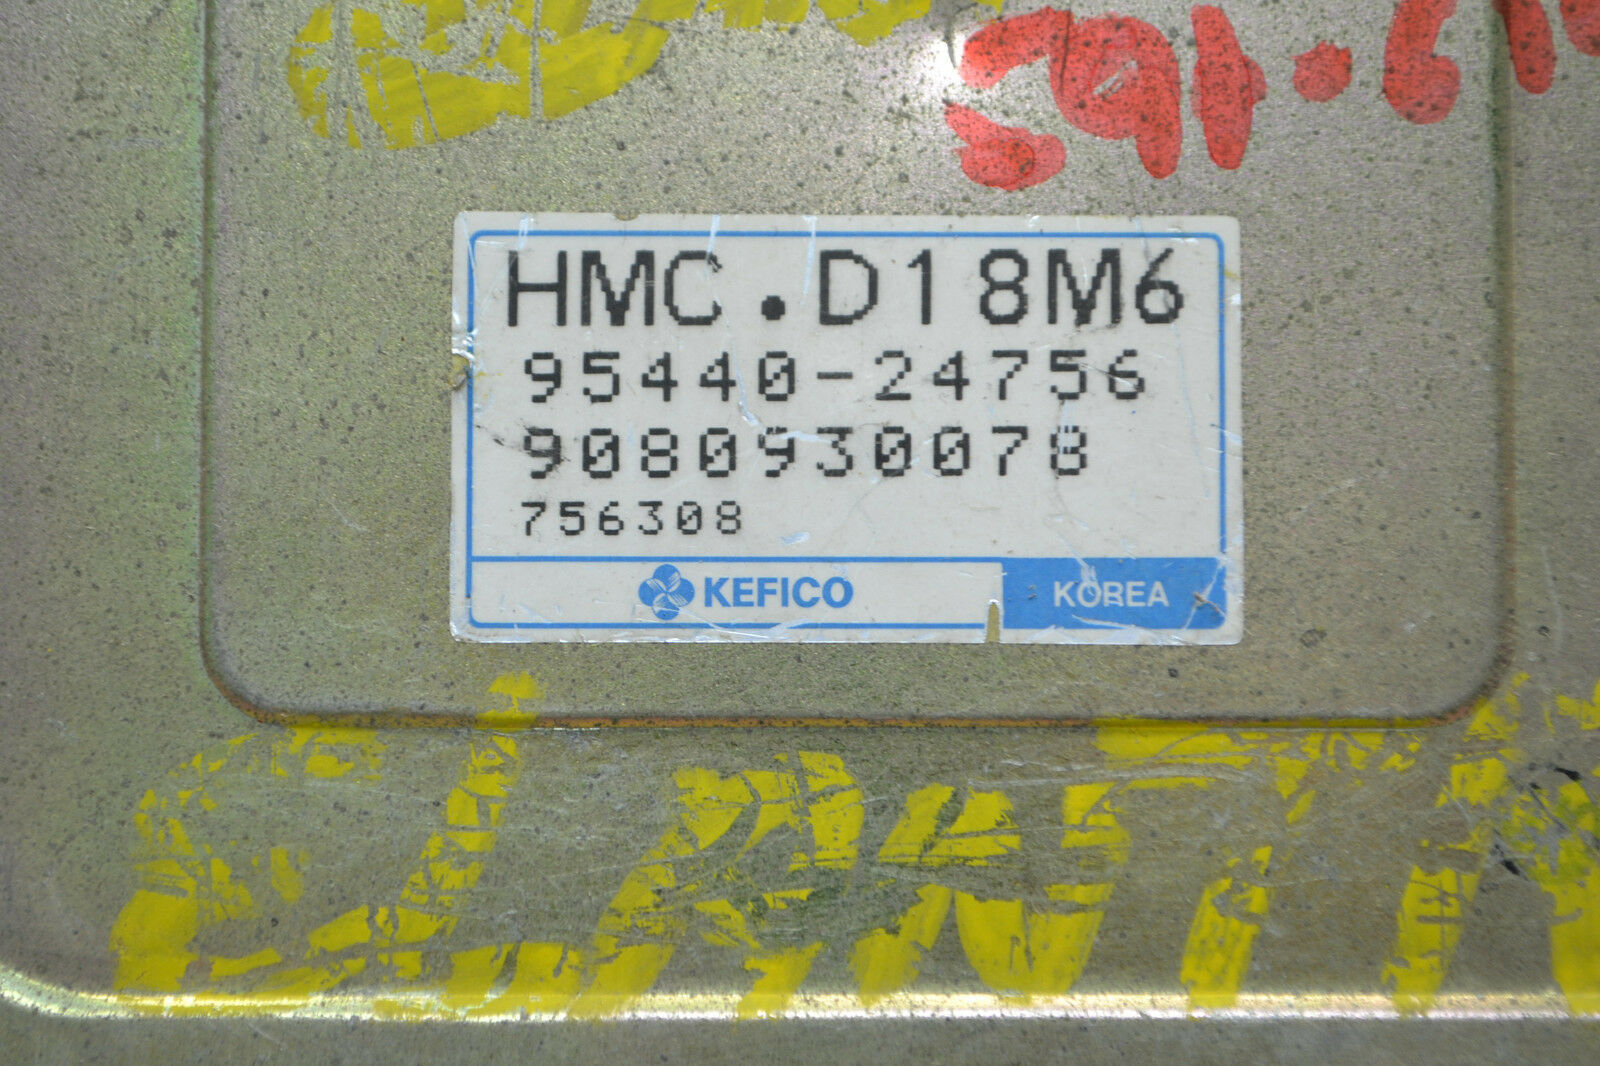 HMC.D18M6
95440-24756
9080930078
756308
KEFICO
KOREA